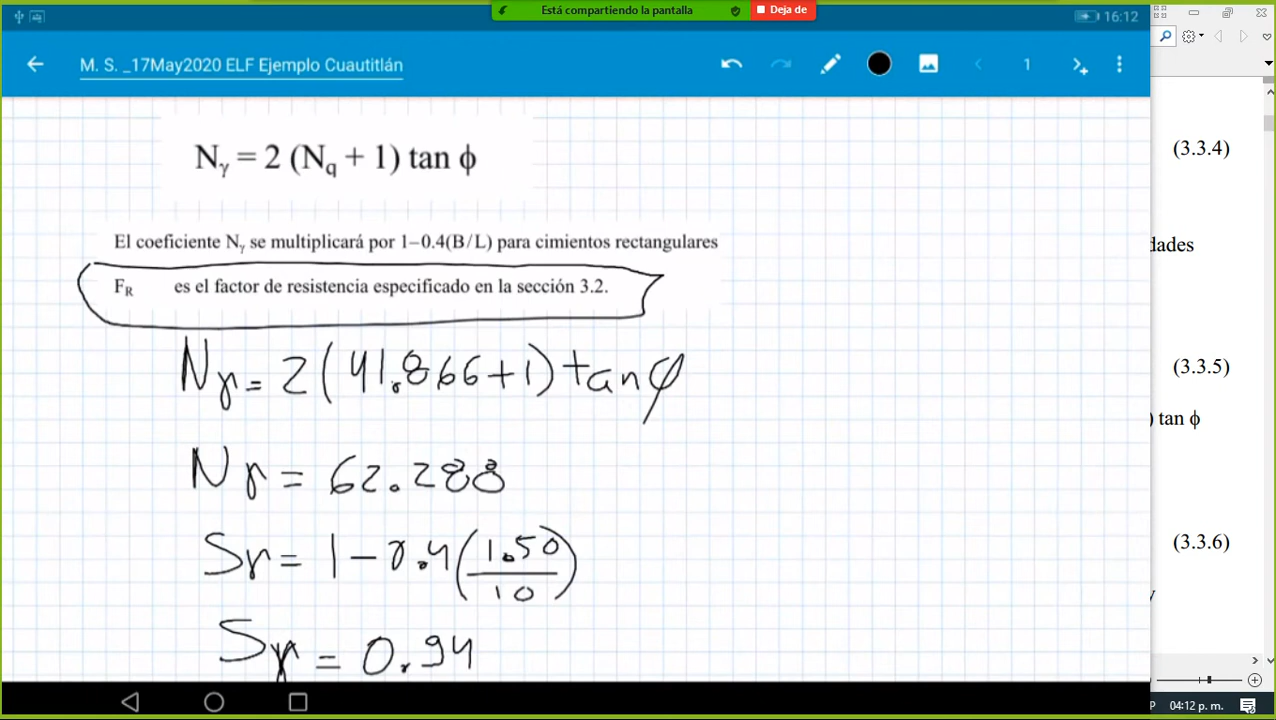 Está compartiendo la pantalla
Deja de
16:12
M. S. _17May2020 ELF Ejemplo Cuautitlán
1
Nγ = 2 (Nq + 1) tan ϕ
(3.3.4)
El coeficiente Nγ se multiplicará por 1–0.4(B/L) para cimientos rectangulares
dades
FR es el factor de resistencia especificado en la sección 3.2.
Nγ = 2(41.866+1) tan φ
(3.3.5)
) tan ϕ
Nγ = 62.288
Sγ = 1 – 0.4 (1.50/10)
(3.3.6)
y
Sγ = 0.94
04:12 p. m.